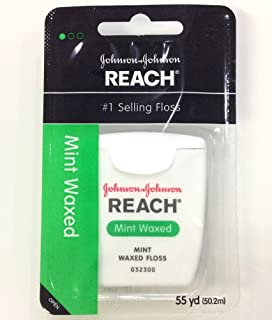 Johnson & Johnson
REACH®
#1 Selling Floss
Mint Waxed
Johnson & Johnson
REACH®
Mint Waxed
MINT
WAXED FLOSS
032300
OPEN
55 yd (50.2m)